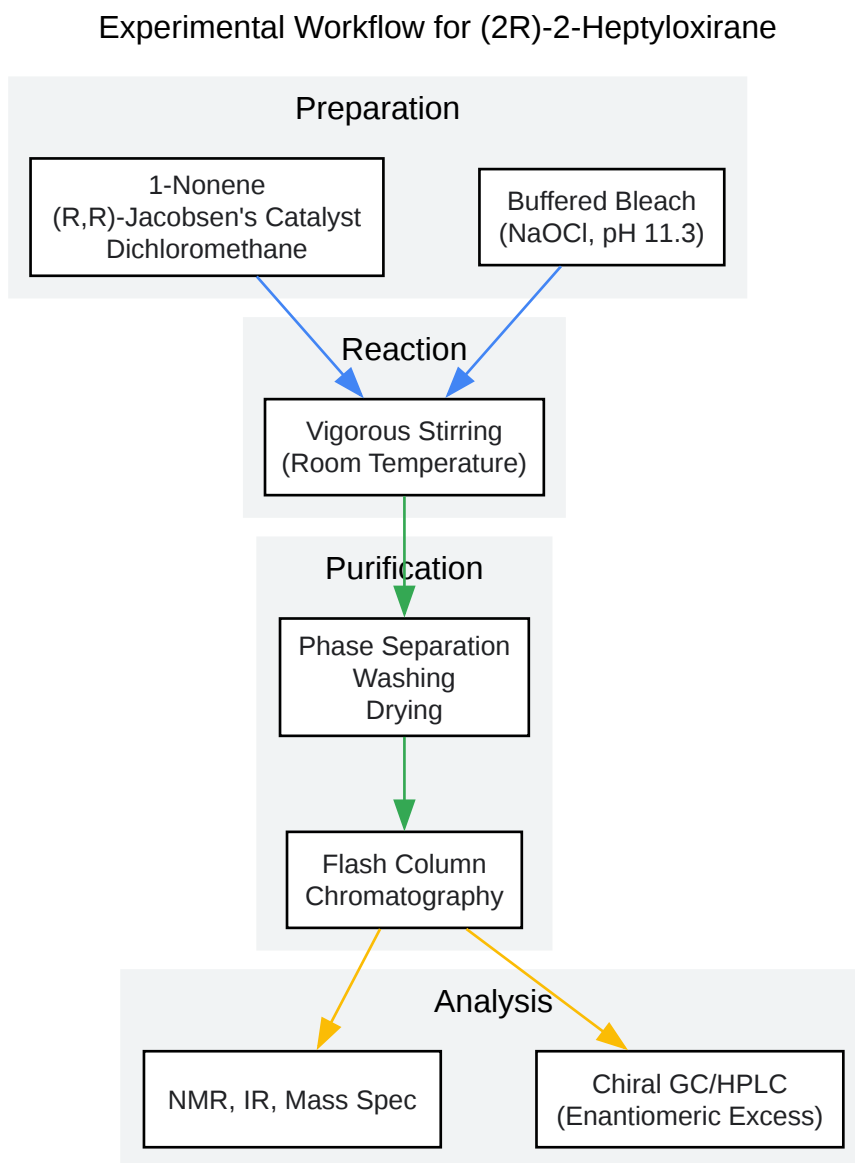 Experimental Workflow for (2R)-2-Heptyloxirane
Preparation
1-Nonene
(R,R)-Jacobsen's Catalyst
Dichloromethane
Buffered Bleach
(NaOCl, pH 11.3)
Reaction
Vigorous Stirring
(Room Temperature)
Purification
Phase Separation
Washing
Drying
Flash Column
Chromatography
Analysis
NMR, IR, Mass Spec
Chiral GC/HPLC
(Enantiomeric Excess)